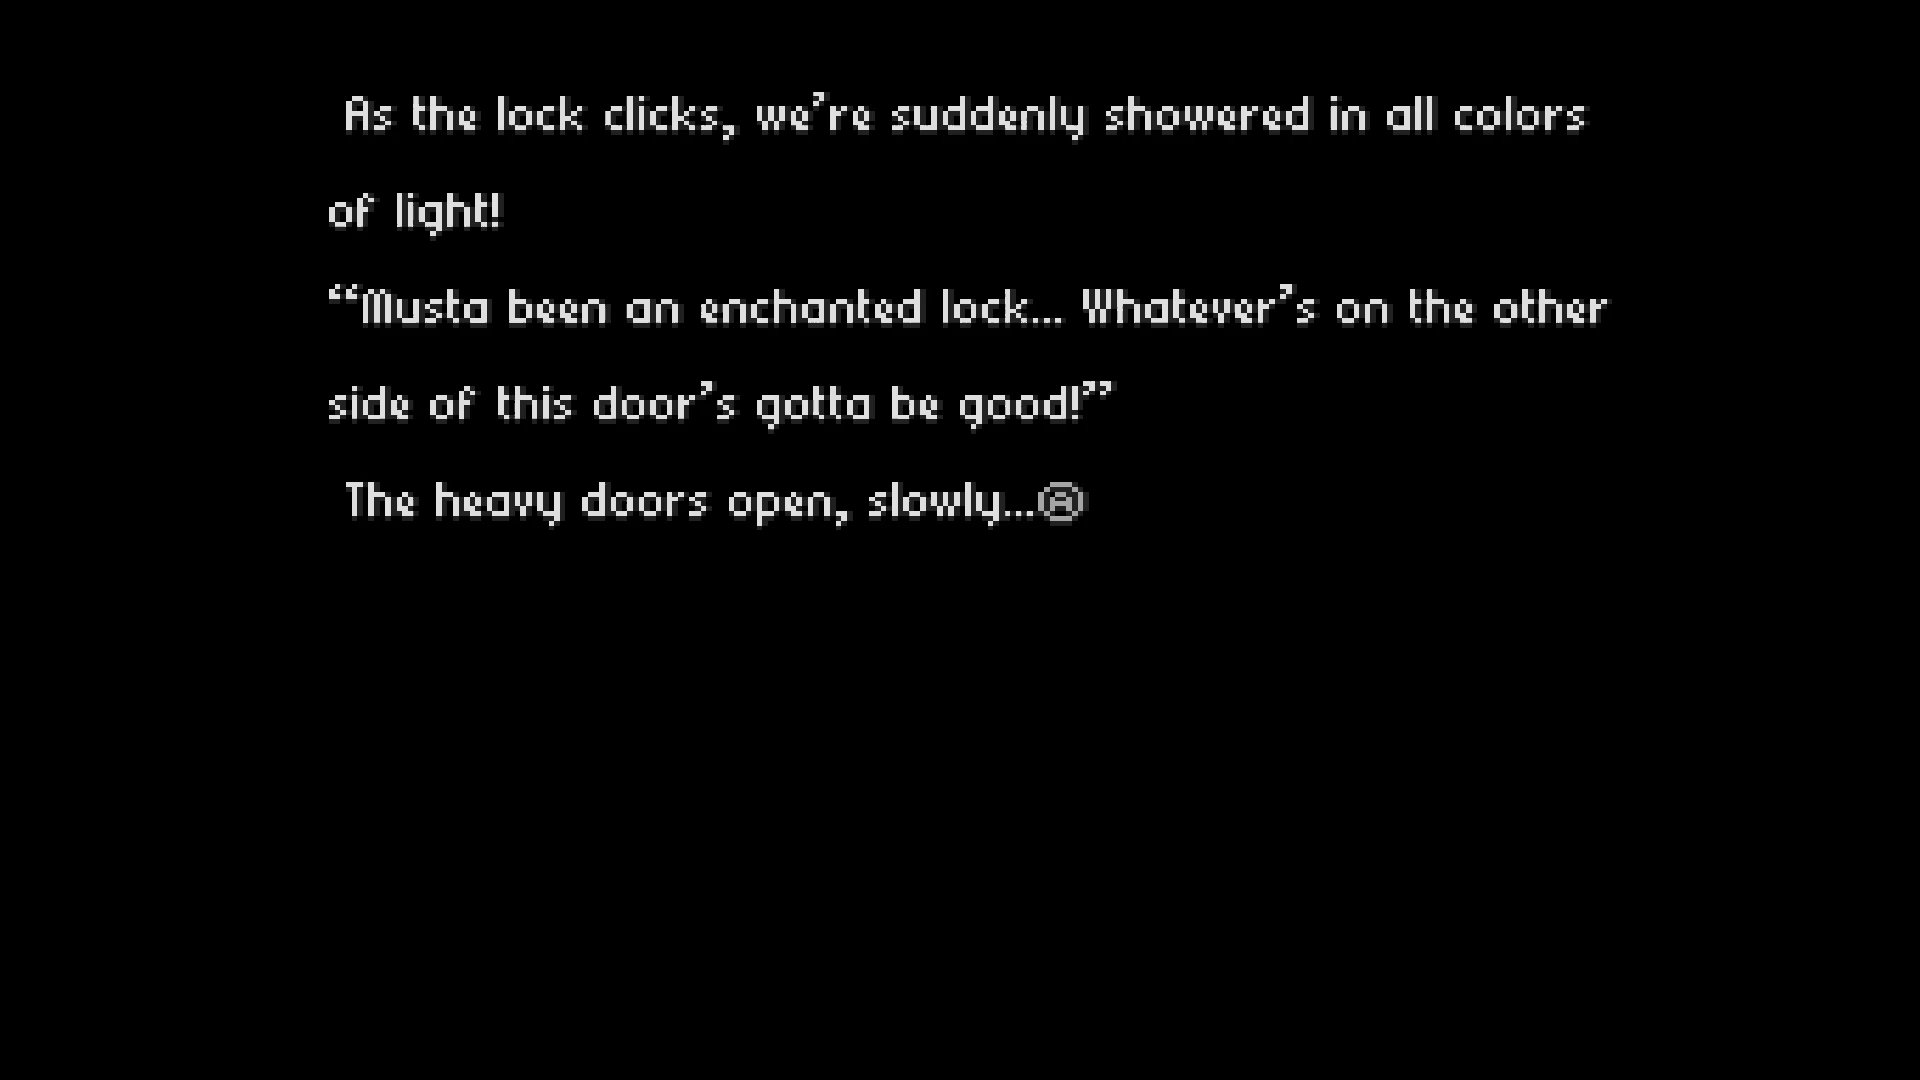 As the lock clicks, we’re suddenly showered in all colors
of light!
“Musta been an enchanted lock... Whatever’s on the other
side of this door’s gotta be good!”
The heavy doors open, slowly...Ⓐ